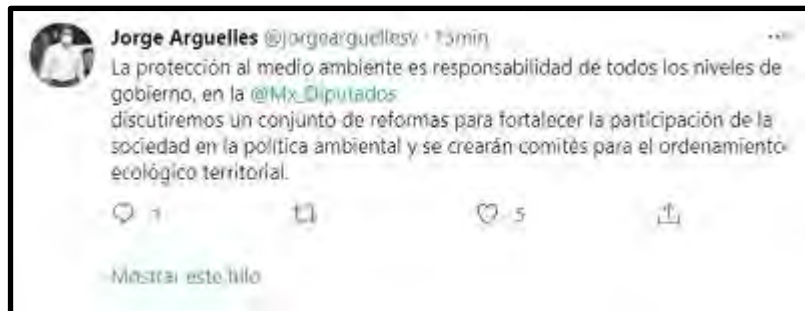 Jorge Arguelles @jorgearguellesv · 15min
La protección al medio ambiente es responsabilidad de todos los niveles de
gobierno, en la @Mx_Diputados
discutiremos un conjunto de reformas para fortalecer la participación de la
sociedad en la política ambiental y se crearán comités para el ordenamiento
ecológico territorial.
5
Mostrar este hilo